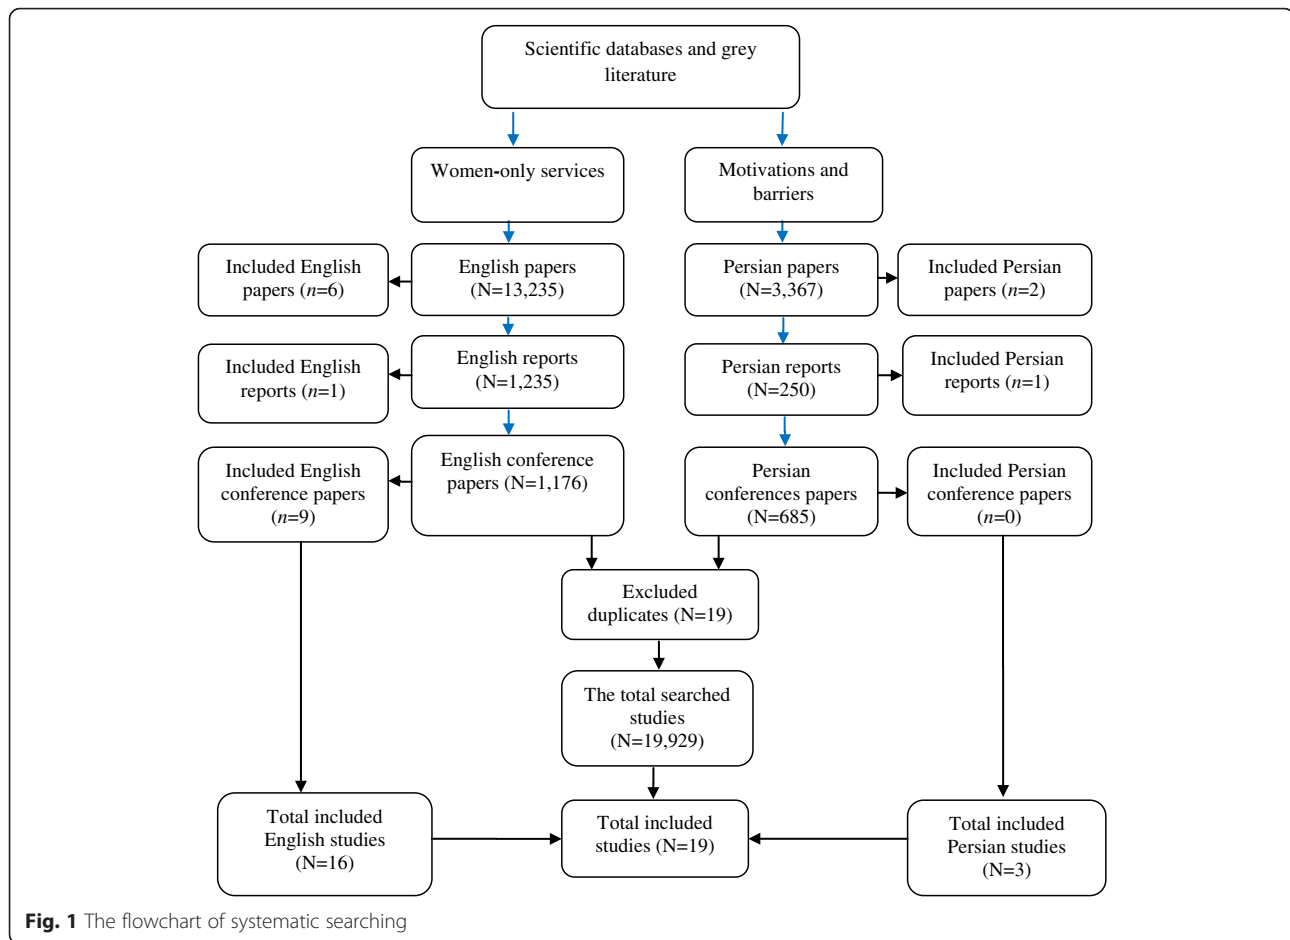 Scientific databases and grey
literature
Women-only services
Motivations and
barriers
Included English
papers (n=6)
English papers
(N=13,235)
Persian papers
(N=3,367)
Included Persian
papers (n=2)
Included English
reports (n=1)
English reports
(N=1,235)
Persian reports
(N=250)
Included Persian
reports (n=1)
Included English
conference papers
(n=9)
English conference
papers (N=1,176)
Persian
conferences papers
(N=685)
Included Persian
conference papers
(n=0)
Excluded
duplicates (N=19)
The total searched
studies
(N=19,929)
Total included
English studies
(N=16)
Total included
studies (N=19)
Total included
Persian studies
(N=3)
Fig. 1 The flowchart of systematic searching